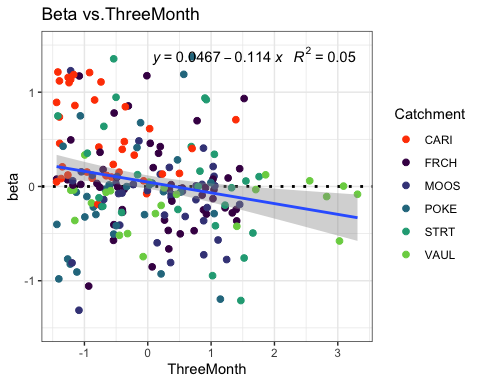 Beta vs.ThreeMonth
y = 0.0467 − 0.114 x   R² = 0.05
1
0
-1
beta
-1 0 1 2 3
ThreeMonth
Catchment
CARI
FRCH
MOOS
POKE
STRT
VAUL